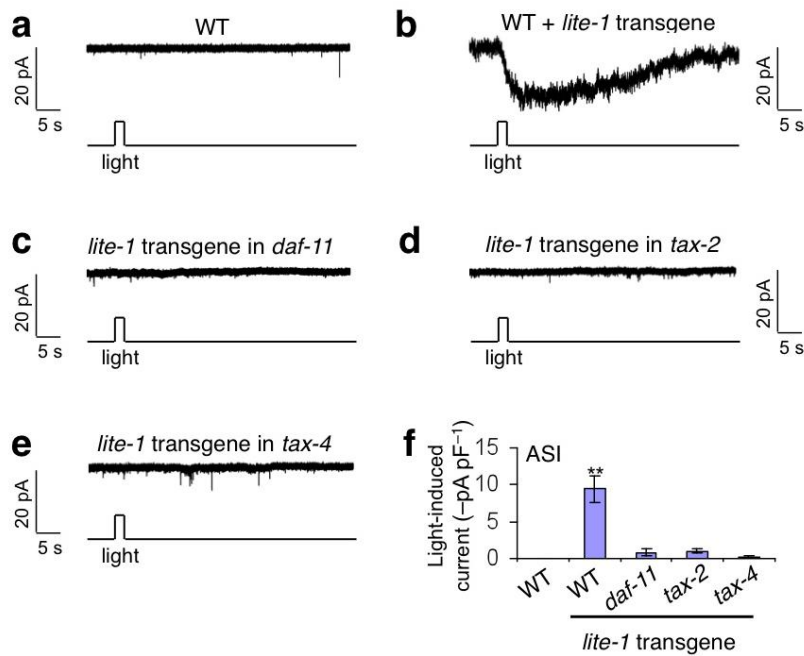 a
WT
20 pA
5 s
light
b
WT + lite-1 transgene
20 pA
5 s
light
c
lite-1 transgene in daf-11
20 pA
5 s
light
d
lite-1 transgene in tax-2
20 pA
5 s
light
e
lite-1 transgene in tax-4
20 pA
5 s
light
f
Light-induced
current (–pA pF⁻¹)
15
10
5
0
ASI
**
WT
WT
daf-11
tax-2
tax-4
lite-1 transgene